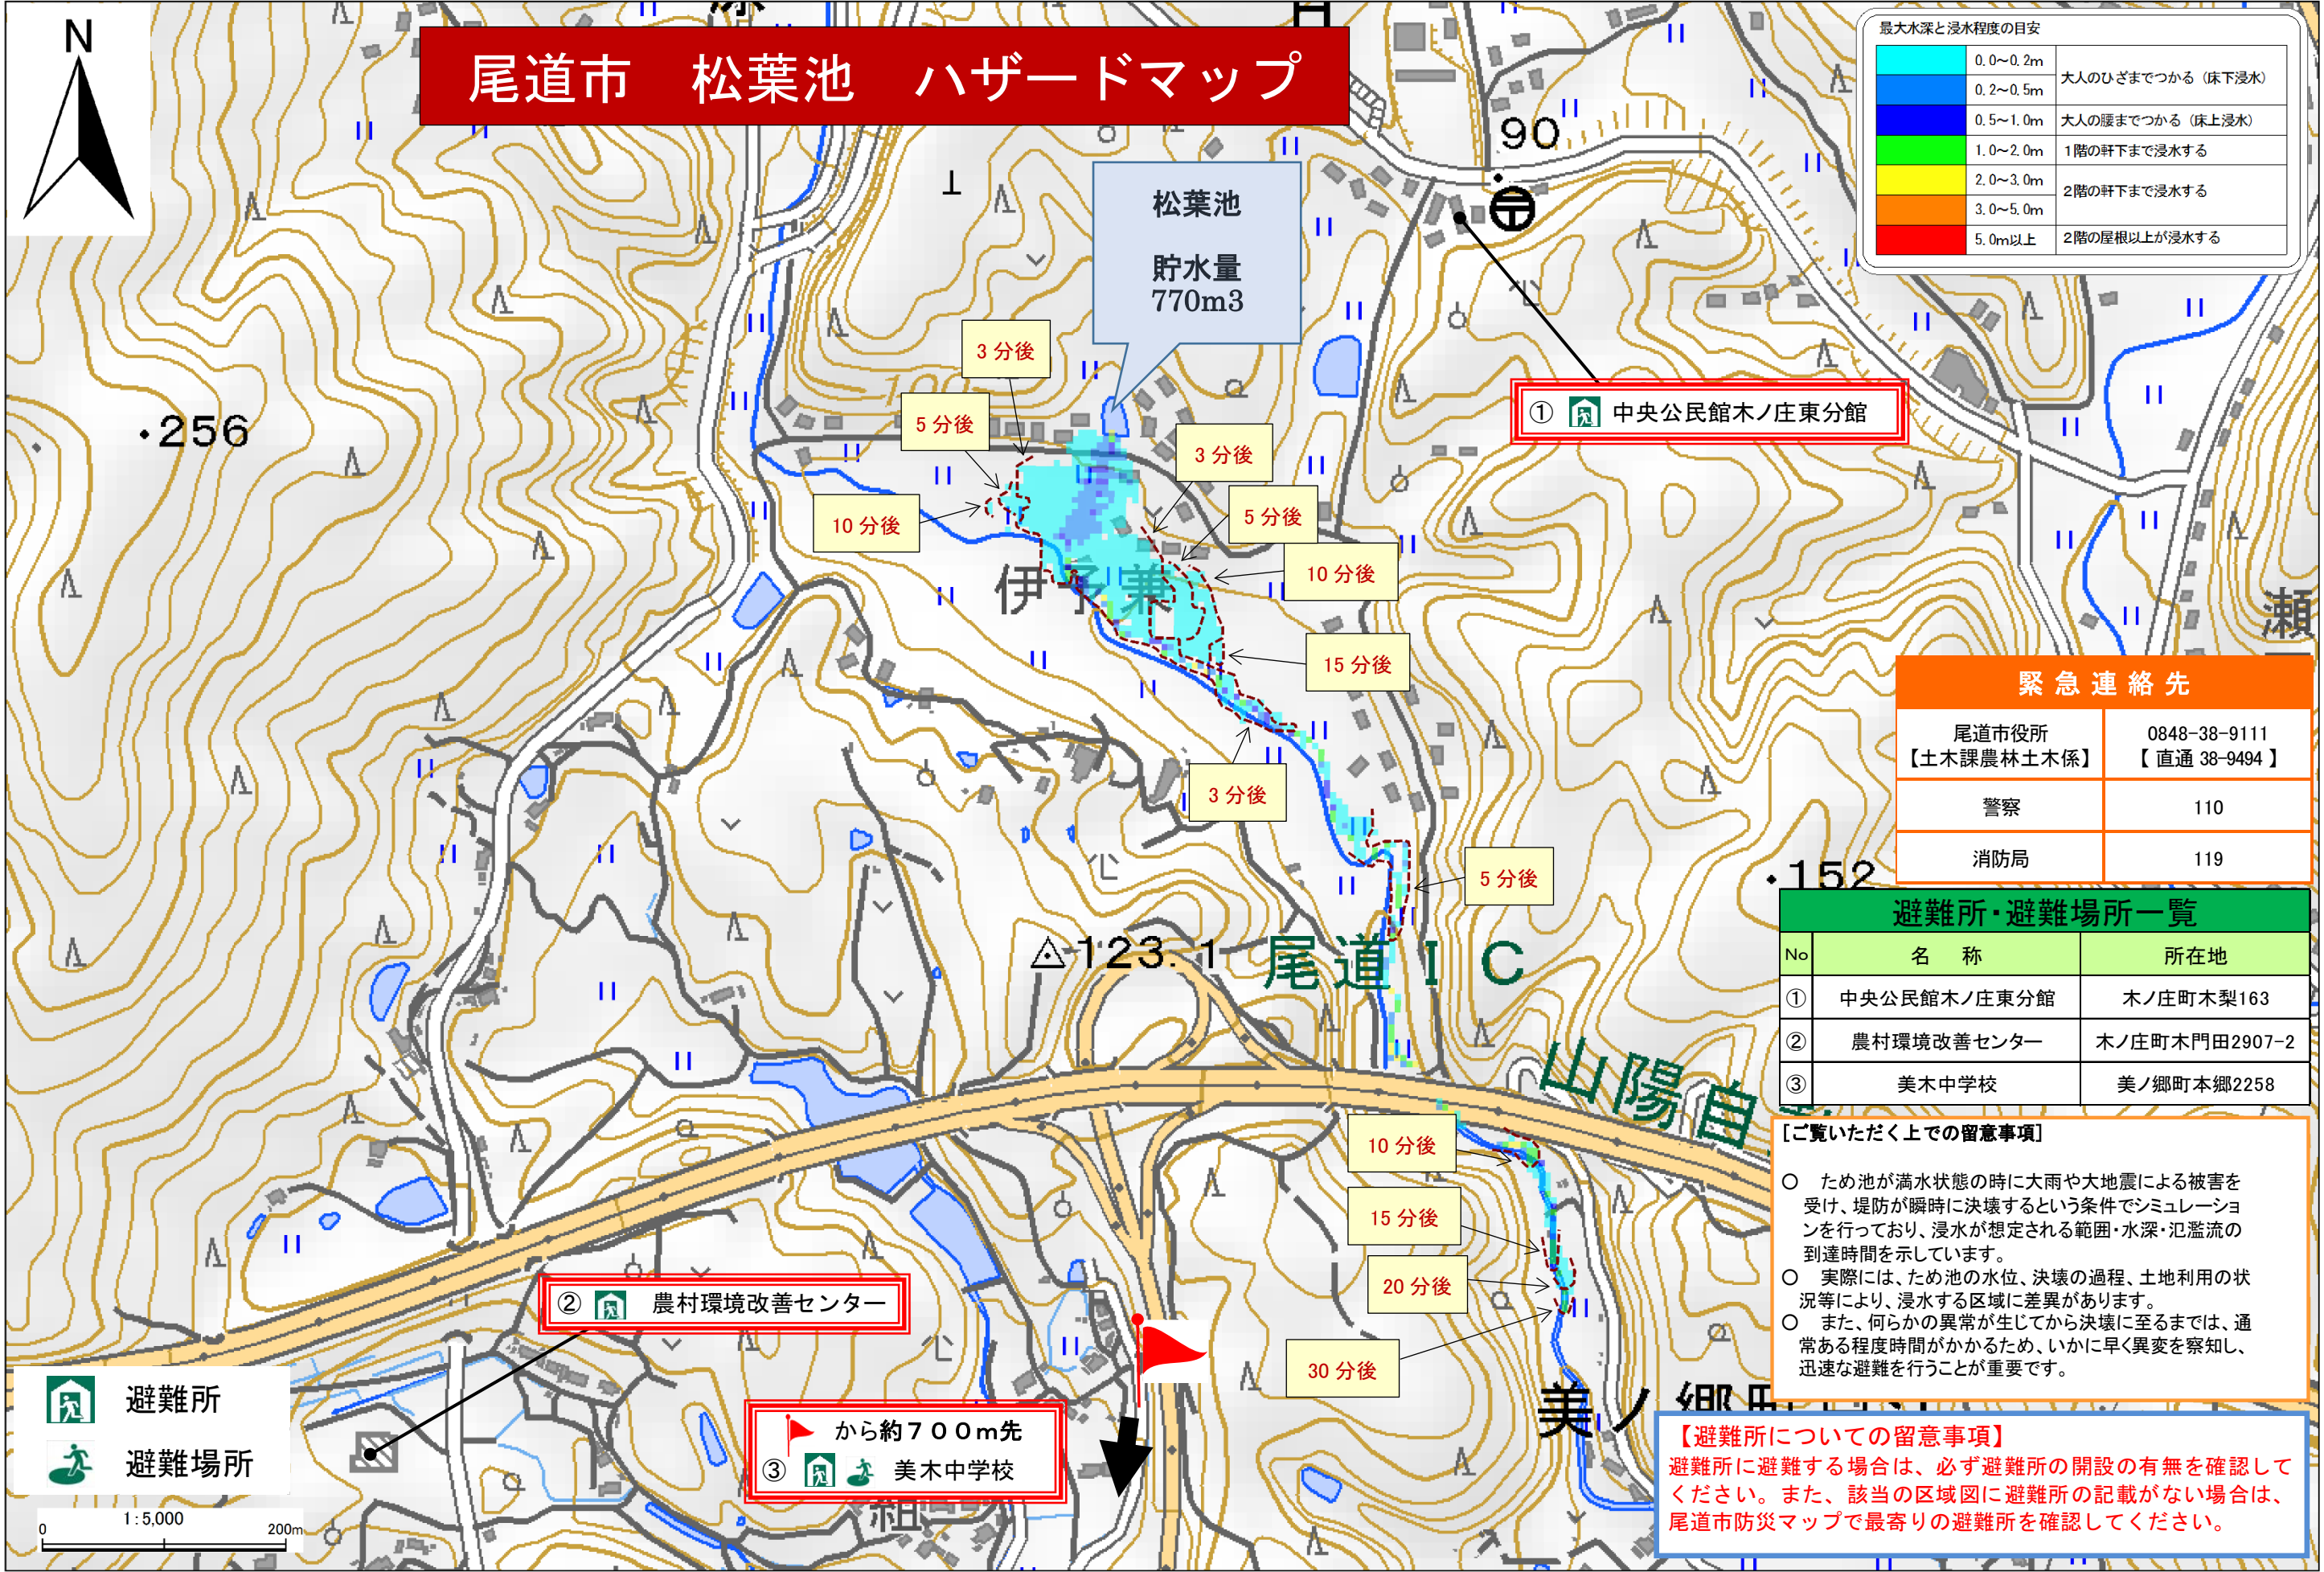 N
尾道市 松葉池 ハザードマップ
最大水深と浸水程度の目安
0.0～0.2m
0.2～0.5m
大人のひざまでつかる（床下浸水）
0.5～1.0m 大人の腰までつかる（床上浸水）
1.0～2.0m 1階の軒下まで浸水する
2.0～3.0m
3.0～5.0m
2階の軒下まで浸水する
5.0m以上 2階の屋根以上が浸水する
90
松葉池
貯水量
770m3
3分後
5分後
10分後
3分後
5分後
10分後
15分後
3分後
5分後
10分後
15分後
20分後
30分後
・256
① 中央公民館木ノ庄東分館
伊予兼
瀬
緊急連絡先
尾道市役所
【土木課農林土木係】
0848-38-9111
【 直通 38-9494 】
警察 110
消防局 119
・152
123.1
尾道IC
山陽自
避難所・避難場所一覧
No 名 称 所在地
① 中央公民館木ノ庄東分館 木ノ庄町木梨163
② 農村環境改善センター 木ノ庄町木門田2907-2
③ 美木中学校 美ノ郷町本郷2258
[ご覧いただく上での留意事項]
○ ため池が満水状態の時に大雨や大地震による被害を
受け、堤防が瞬時に決壊するという条件でシミュレーショ
ンを行っており、浸水が想定される範囲・水深・氾濫流の
到達時間を示しています。
○ 実際には、ため池の水位、決壊の過程、土地利用の状
況等により、浸水する区域に差異があります。
○ また、何らかの異常が生じてから決壊に至るまでは、通
常ある程度時間がかかるため、いかに早く異変を察知し、
迅速な避難を行うことが重要です。
② 農村環境改善センター
から約７００ｍ先
③ 美木中学校
組
美ノ郷町
避難所
避難場所
1:5,000
0 200m
【避難所についての留意事項】
避難所に避難する場合は、必ず避難所の開設の有無を確認して
ください。また、該当の区域図に避難所の記載がない場合は、
尾道市防災マップで最寄りの避難所を確認してください。